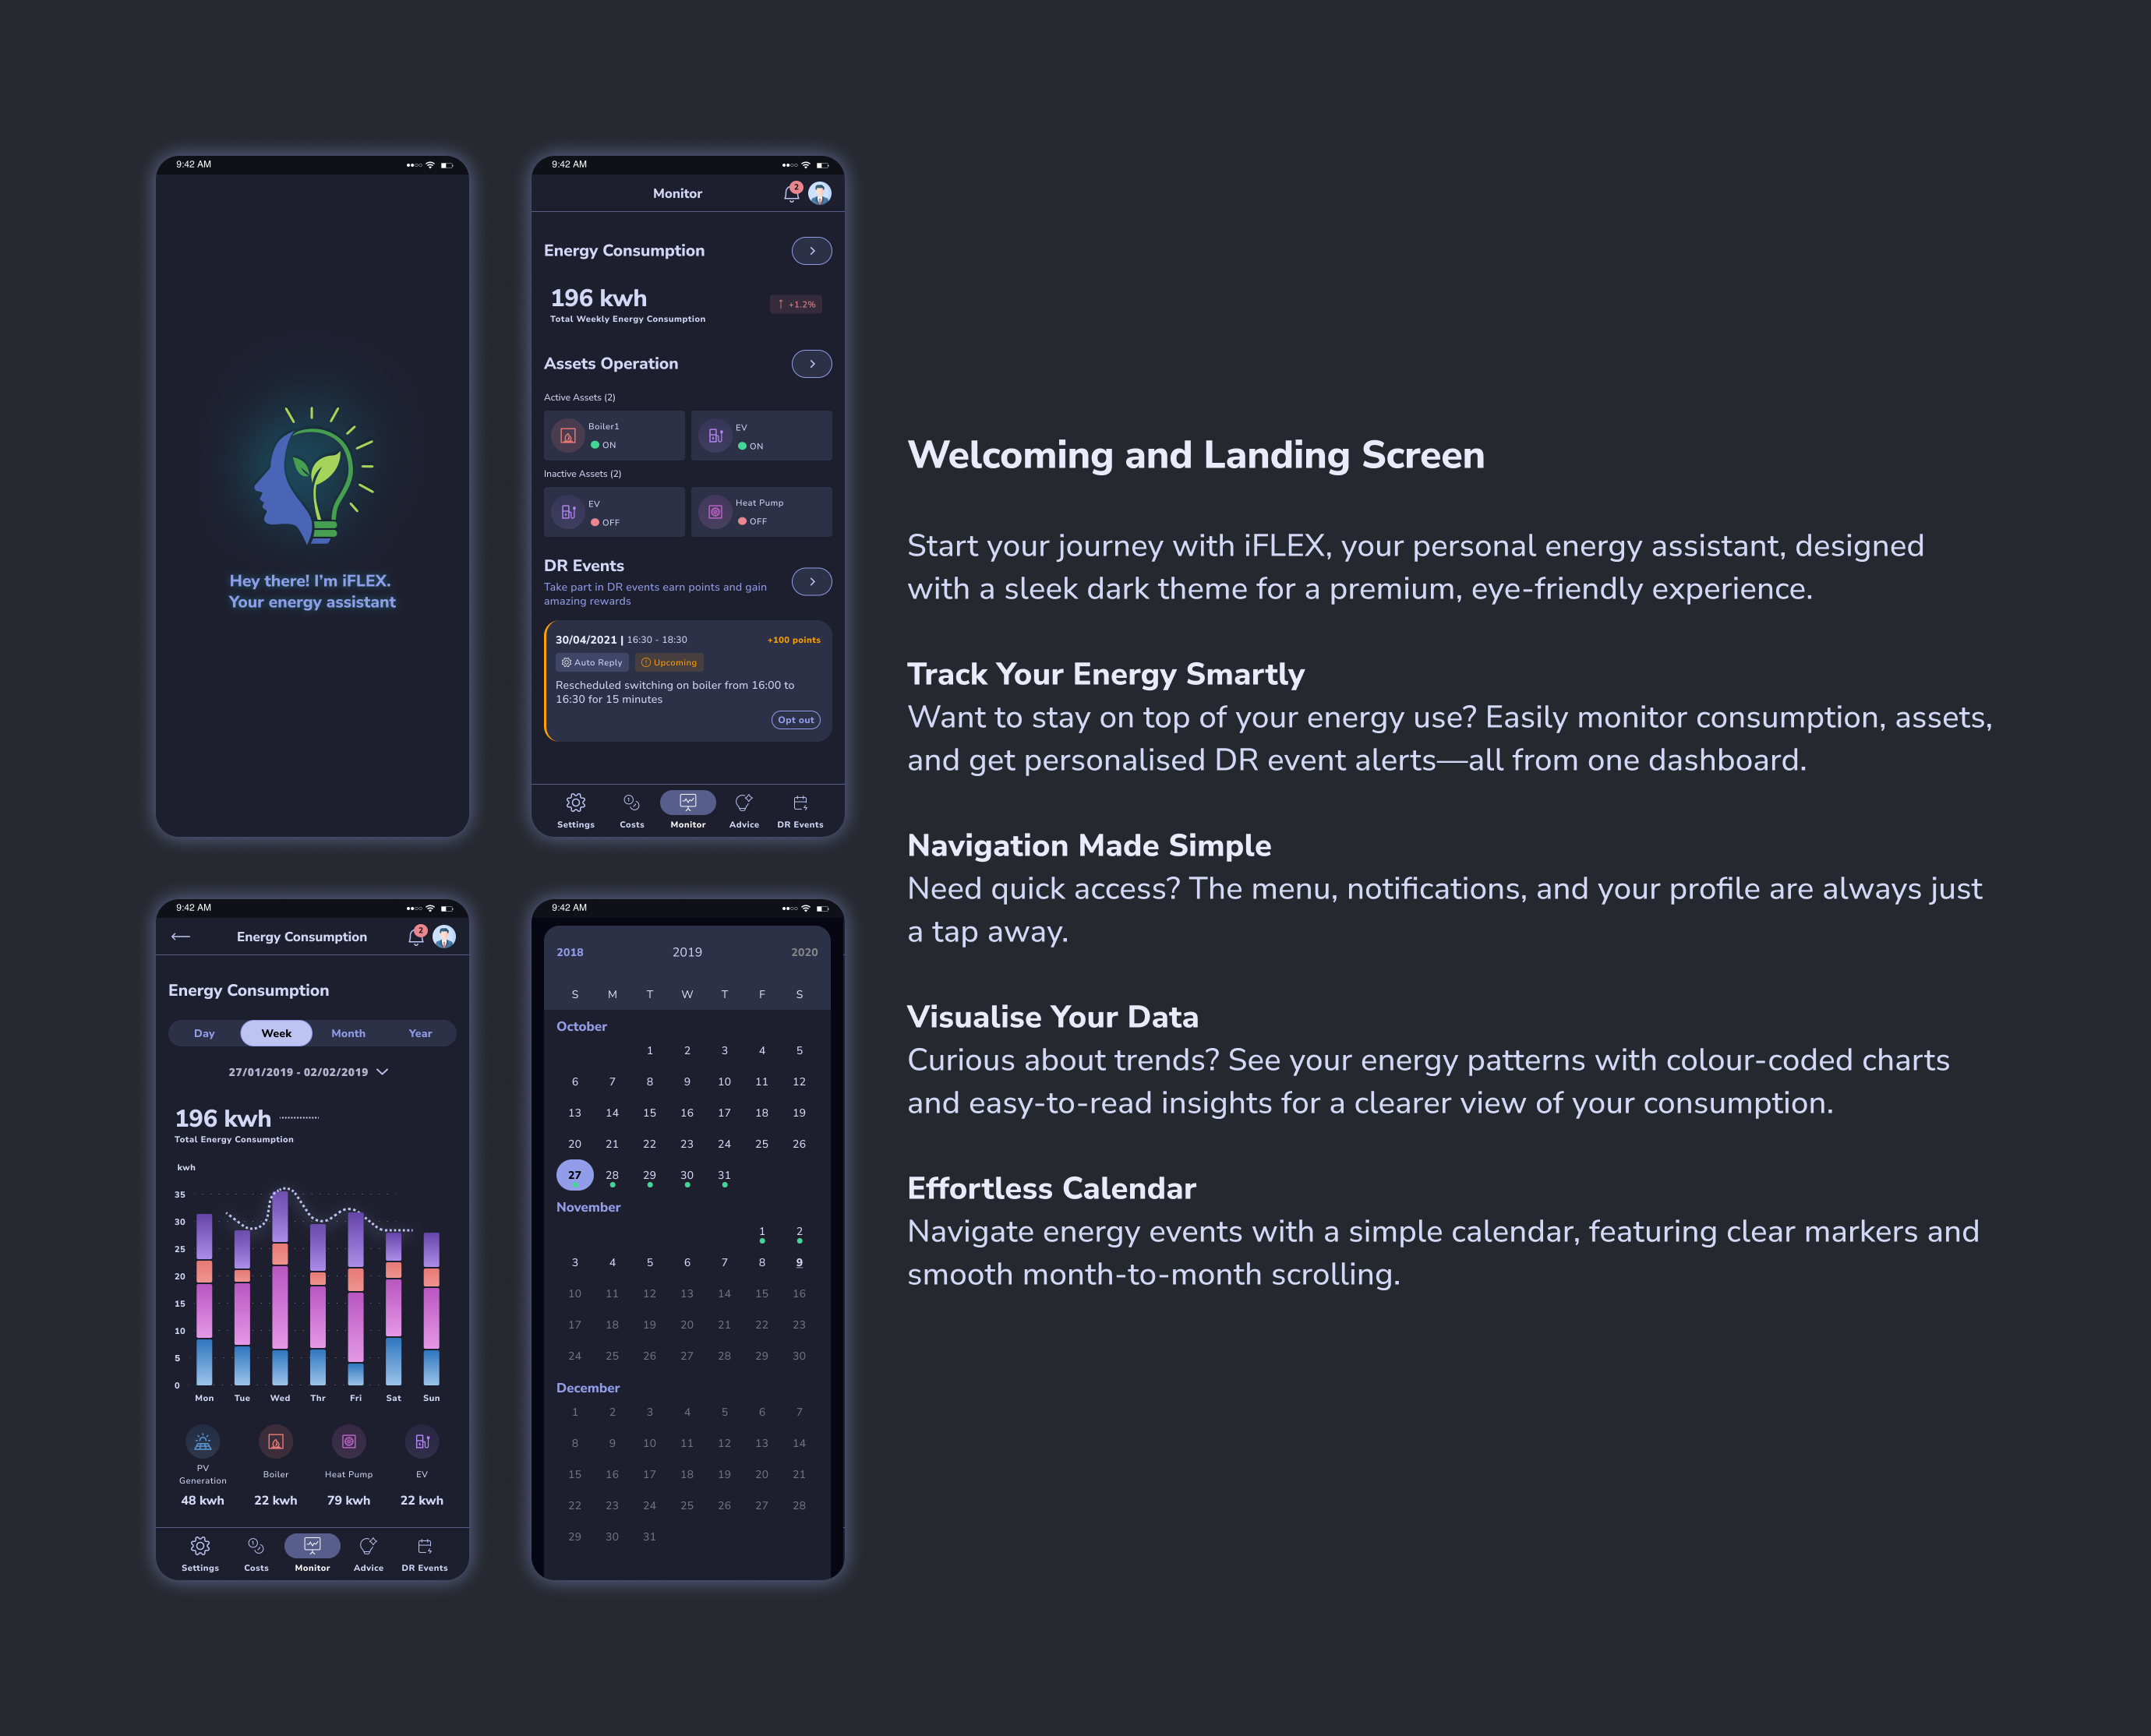 9:42 AM
Hey there! I’m iFLEX.
Your energy assistant
9:42 AM
Monitor
2
Energy Consumption
196 kwh
Total Weekly Energy Consumption
↑ +1.2%
Assets Operation
Active Assets (2)
Boiler1
ON
EV
ON
Inactive Assets (2)
EV
OFF
Heat Pump
OFF
DR Events
Take part in DR events earn points and gain
amazing rewards
30/04/2021 | 16:30 - 18:30
+100 points
Auto Reply
Upcoming
Rescheduled switching on boiler from 16:00 to
16:30 for 15 minutes
Opt out
Settings Costs Monitor Advice DR Events
9:42 AM
Energy Consumption
2
Energy Consumption
Day Week Month Year
27/01/2019 - 02/02/2019
196 kwh
Total Energy Consumption
kwh
35
30
25
20
15
10
5
0
Mon Tue Wed Thr Fri Sat Sun
PV
Generation
Boiler Heat Pump EV
48 kwh 22 kwh 79 kwh 22 kwh
Settings Costs Monitor Advice DR Events
9:42 AM
2018 2019 2020
S M T W T F S
October
1 2 3 4 5
6 7 8 9 10 11 12
13 14 15 16 17 18 19
20 21 22 23 24 25 26
27 28 29 30 31
November
1 2
3 4 5 6 7 8 9
10 11 12 13 14 15 16
17 18 19 20 21 22 23
24 25 26 27 28 29 30
December
1 2 3 4 5 6 7
8 9 10 11 12 13 14
15 16 17 18 19 20 21
22 23 24 25 26 27 28
29 30 31
Welcoming and Landing Screen
Start your journey with iFLEX, your personal energy assistant, designed
with a sleek dark theme for a premium, eye-friendly experience.
Track Your Energy Smartly
Want to stay on top of your energy use? Easily monitor consumption, assets,
and get personalised DR event alerts—all from one dashboard.
Navigation Made Simple
Need quick access? The menu, notifications, and your profile are always just
a tap away.
Visualise Your Data
Curious about trends? See your energy patterns with colour-coded charts
and easy-to-read insights for a clearer view of your consumption.
Effortless Calendar
Navigate energy events with a simple calendar, featuring clear markers and
smooth month-to-month scrolling.